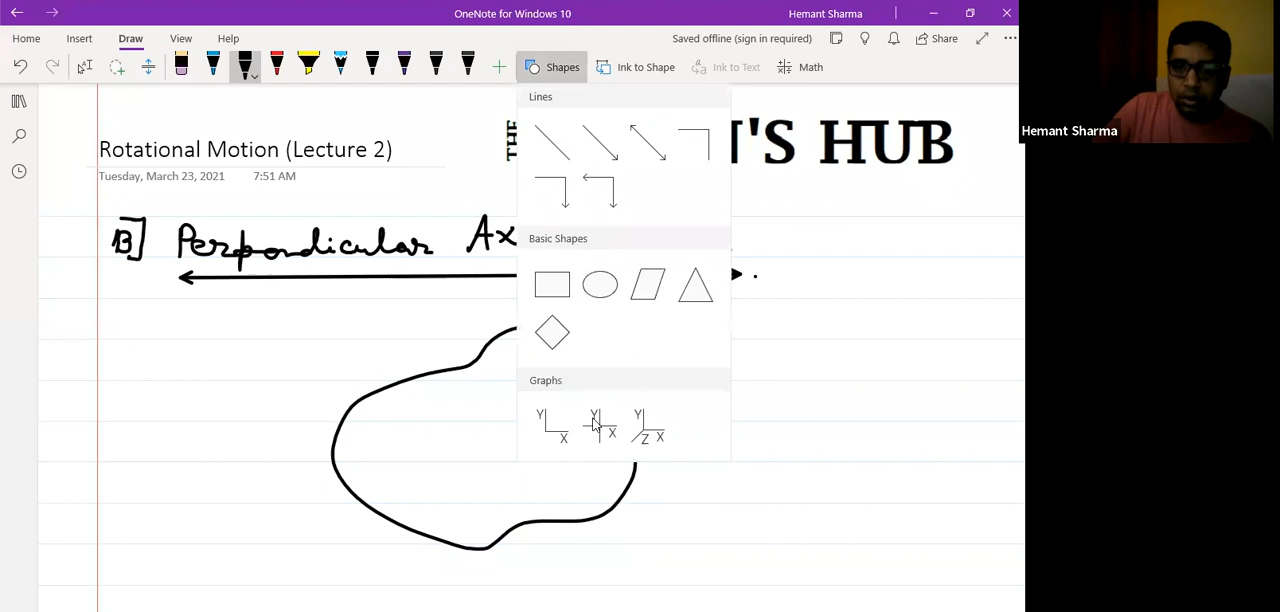 OneNote for Windows 10
Hemant Sharma
Home Insert Draw View Help
Saved offline (sign in required)
Share
Shapes
Ink to Shape
Ink to Text
Math
Lines
Basic Shapes
Graphs
Y X
Y X
Y Z X
Rotational Motion (Lecture 2)
Tuesday, March 23, 2021 7:51 AM
THE
'S HUB
B] Perpendicular Ax
Hemant Sharma